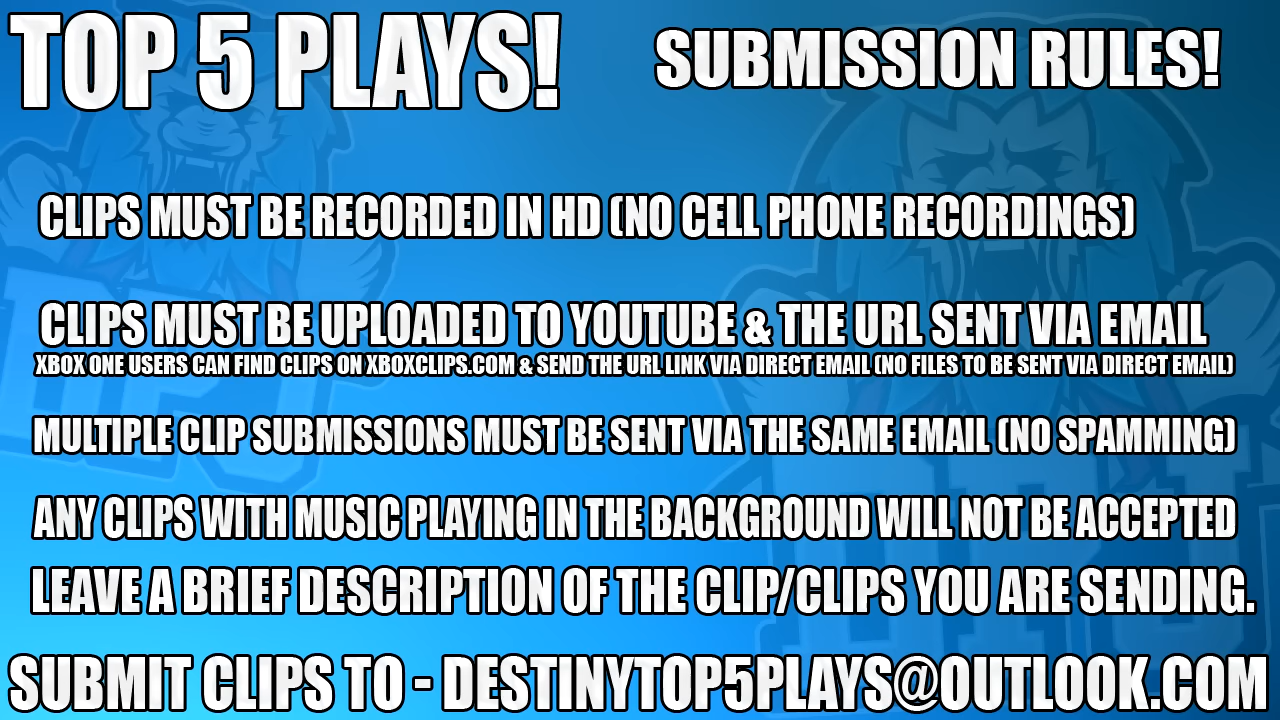 TOP 5 PLAYS!
SUBMISSION RULES!
CLIPS MUST BE RECORDED IN HD (NO CELL PHONE RECORDINGS)
CLIPS MUST BE UPLOADED TO YOUTUBE & THE URL SENT VIA EMAIL
XBOX ONE USERS CAN FIND CLIPS ON XBOXCLIPS.COM & SEND THE URL LINK VIA DIRECT EMAIL (NO FILES TO BE SENT VIA DIRECT EMAIL)
MULTIPLE CLIP SUBMISSIONS MUST BE SENT VIA THE SAME EMAIL (NO SPAMMING)
ANY CLIPS WITH MUSIC PLAYING IN THE BACKGROUND WILL NOT BE ACCEPTED
LEAVE A BRIEF DESCRIPTION OF THE CLIP/CLIPS YOU ARE SENDING.
SUBMIT CLIPS TO - DESTINYTOP5PLAYS@OUTLOOK.COM